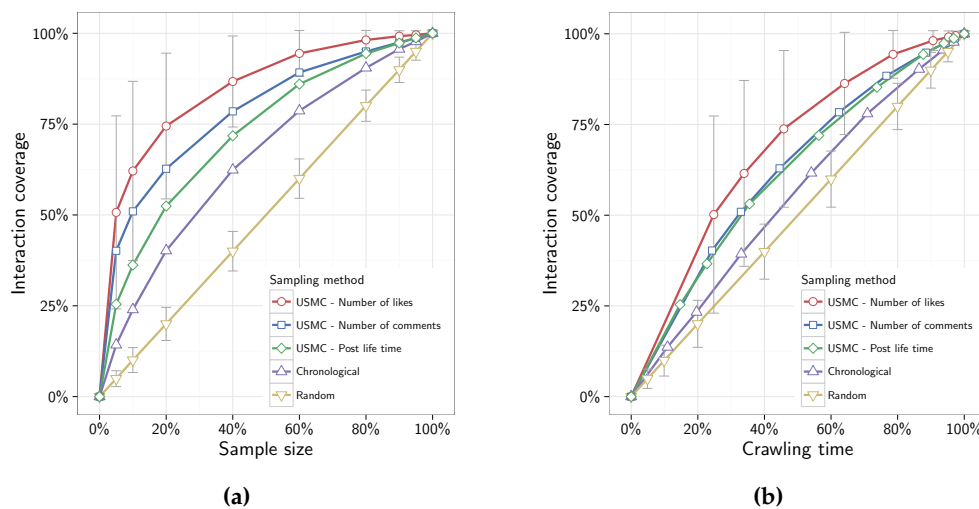 100%
75%
50%
25%
0%
Interaction coverage
Sampling method
USMC - Number of likes
USMC - Number of comments
USMC - Post life time
Chronological
Random
0% 20% 40% 60% 80% 100%
Sample size
(a)
100%
75%
50%
25%
0%
Interaction coverage
Sampling method
USMC - Number of likes
USMC - Number of comments
USMC - Post life time
Chronological
Random
0% 20% 40% 60% 80% 100%
Crawling time
(b)